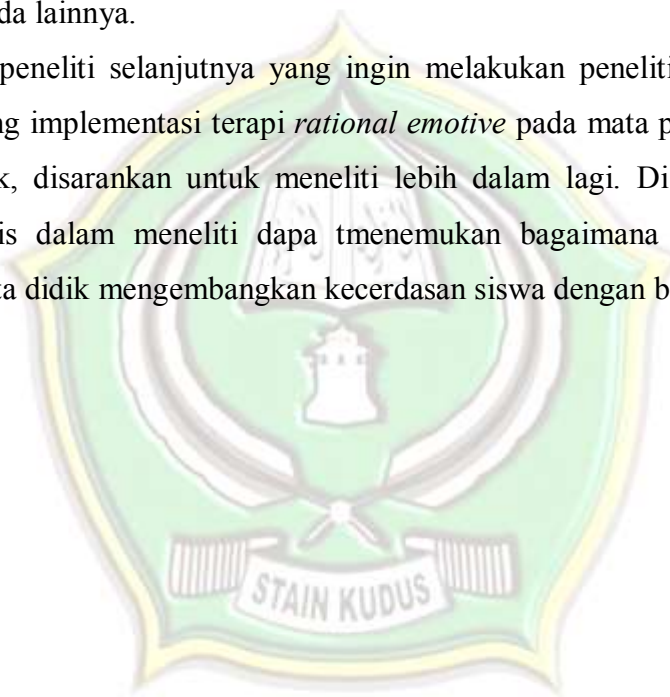 da lainnya.
peneliti selanjutnya yang ingin melakukan peneliti
ng implementasi terapi rational emotive pada mata p
k, disarankan untuk meneliti lebih dalam lagi. Di
is dalam meneliti dapa tmenemukan bagaimana
ta didik mengembangkan kecerdasan siswa dengan b
STAIN KUDUS